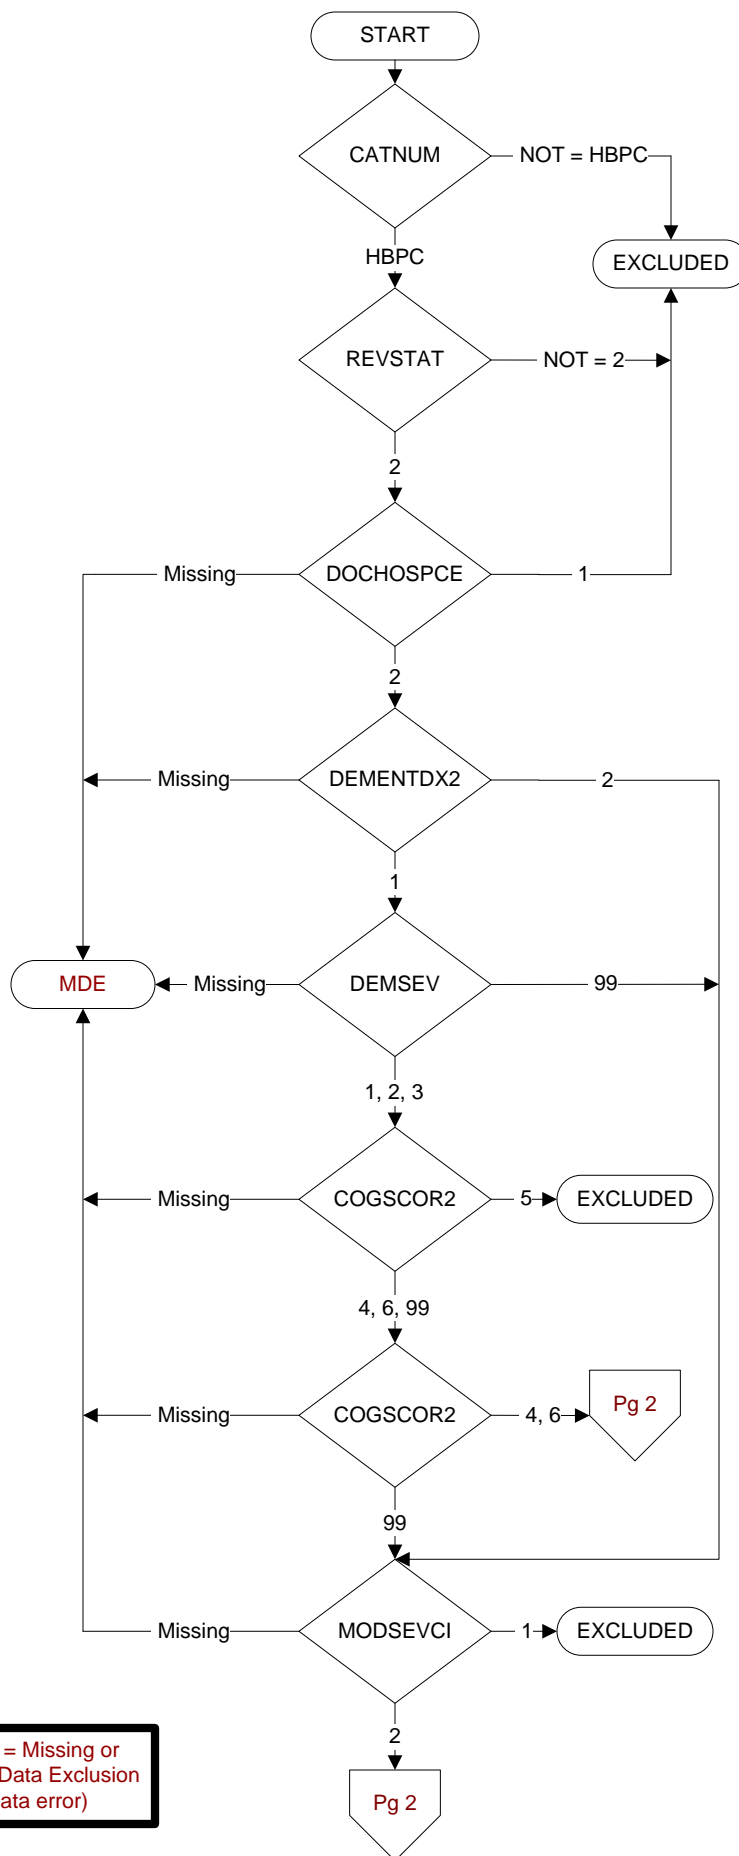 START
CATNUM
NOT = HBPC
EXCLUDED
HBPC
REVSTAT
NOT = 2
2
Missing
DOCHOSPCE
1
2
Missing
DEMENTDX2
2
1
MDE
Missing
DEMSEV
99
1, 2, 3
Missing
COGSCOR2
5
EXCLUDED
4, 6, 99
Missing
COGSCOR2
4, 6
Pg 2
99
Missing
MODSEVCI
1
EXCLUDED
2
= Missing or
Data Exclusion
ata error)
Pg 2